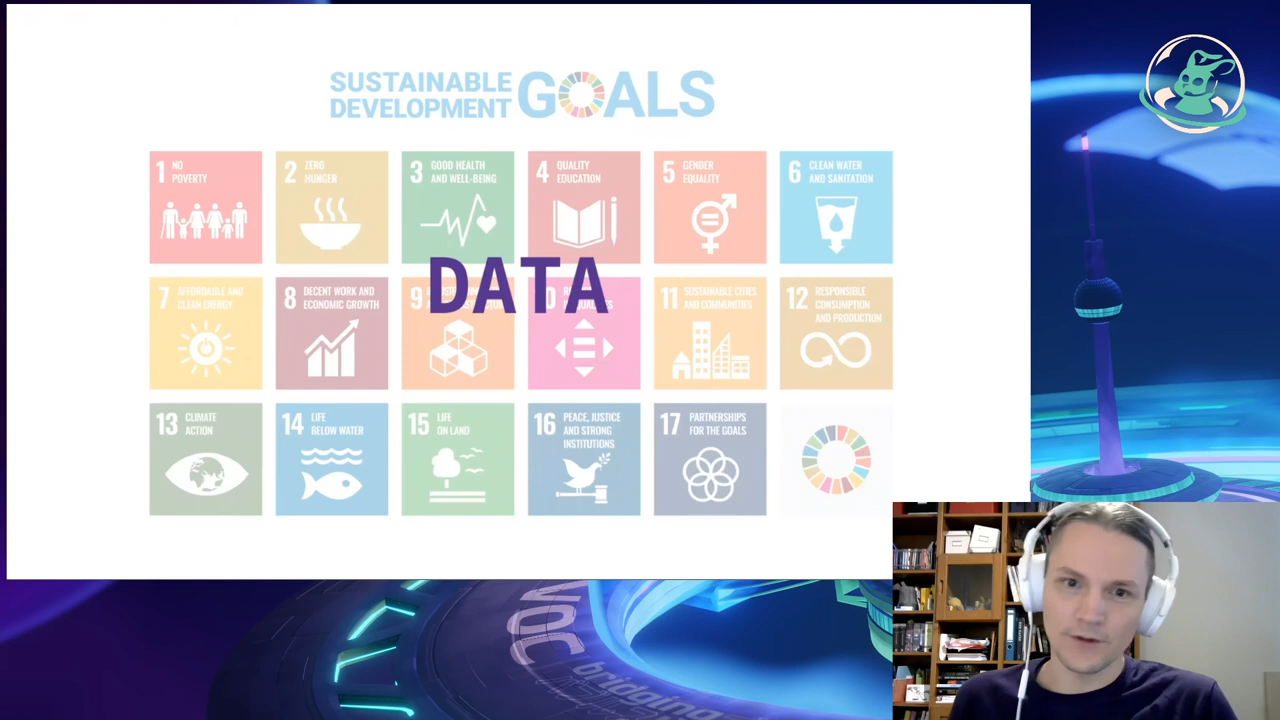 SUSTAINABLE
DEVELOPMENT
GOALS
1 NO
POVERTY
2 ZERO
HUNGER
3 GOOD HEALTH
AND WELL-BEING
4 QUALITY
EDUCATION
5 GENDER
EQUALITY
6 CLEAN WATER
AND SANITATION
DATA
7 AFFORDABLE AND
CLEAN ENERGY
8 DECENT WORK AND
ECONOMIC GROWTH
9
11 SUSTAINABLE CITIES
AND COMMUNITIES
12 RESPONSIBLE
CONSUMPTION
AND PRODUCTION
13 CLIMATE
ACTION
14 LIFE
BELOW WATER
15 LIFE
ON LAND
16 PEACE, JUSTICE
AND STRONG
INSTITUTIONS
17 PARTNERSHIPS
FOR THE GOALS
VOC